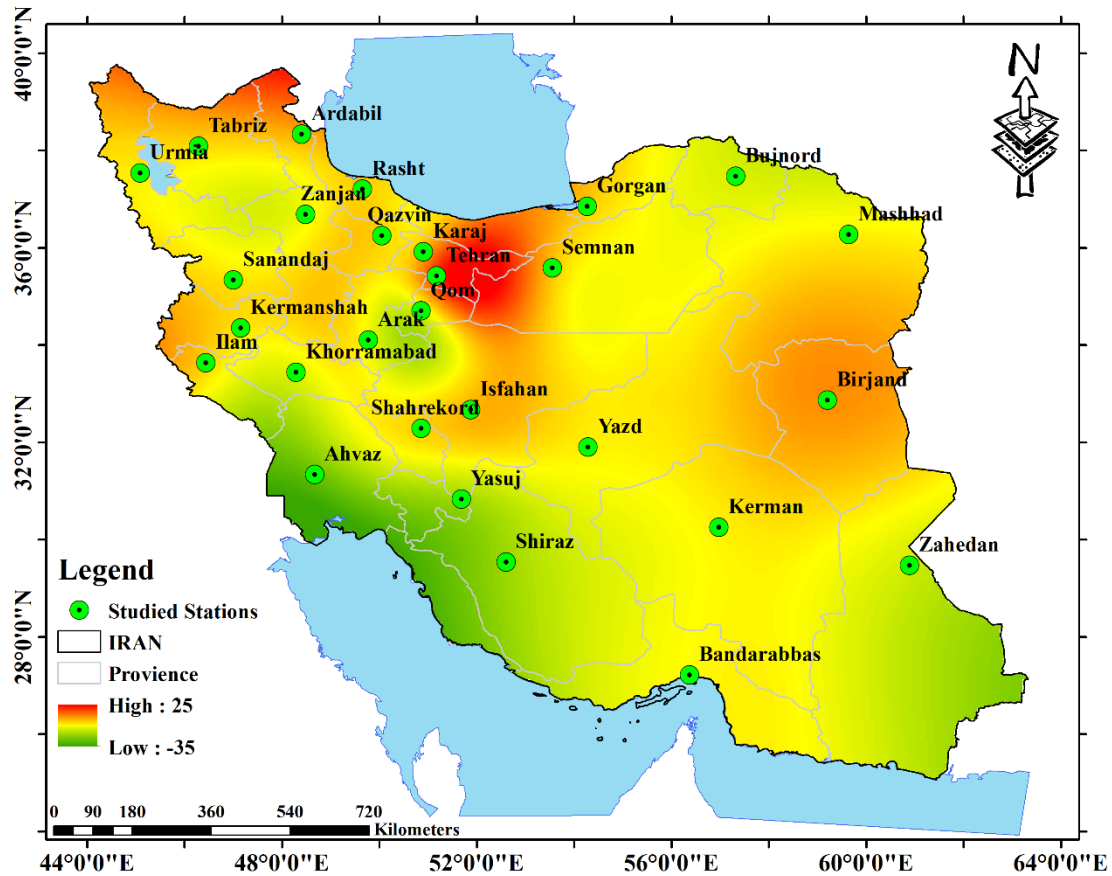 N
40°0'0"N
36°0'0"N
32°0'0"N
28°0'0"N
Ardabil
Tabriz
Urmia
Rasht
Bujnord
Zanjan
Gorgan
Qazvin
Mashhad
Karaj
Semnan
Tehran
Sanandaj
Qom
Kermanshah
Arak
Ilam
Khorramabad
Birjand
Isfahan
Shahrekord
Yazd
Ahvaz
Yasuj
Kerman
Shiraz
Zahedan
Bandarabbas
Legend
Studied Stations
IRAN
Provience
High : 25
Low : -35
0 90 180 360 540 720
Kilometers
44°0'0"E 48°0'0"E 52°0'0"E 56°0'0"E 60°0'0"E 64°0'0"E